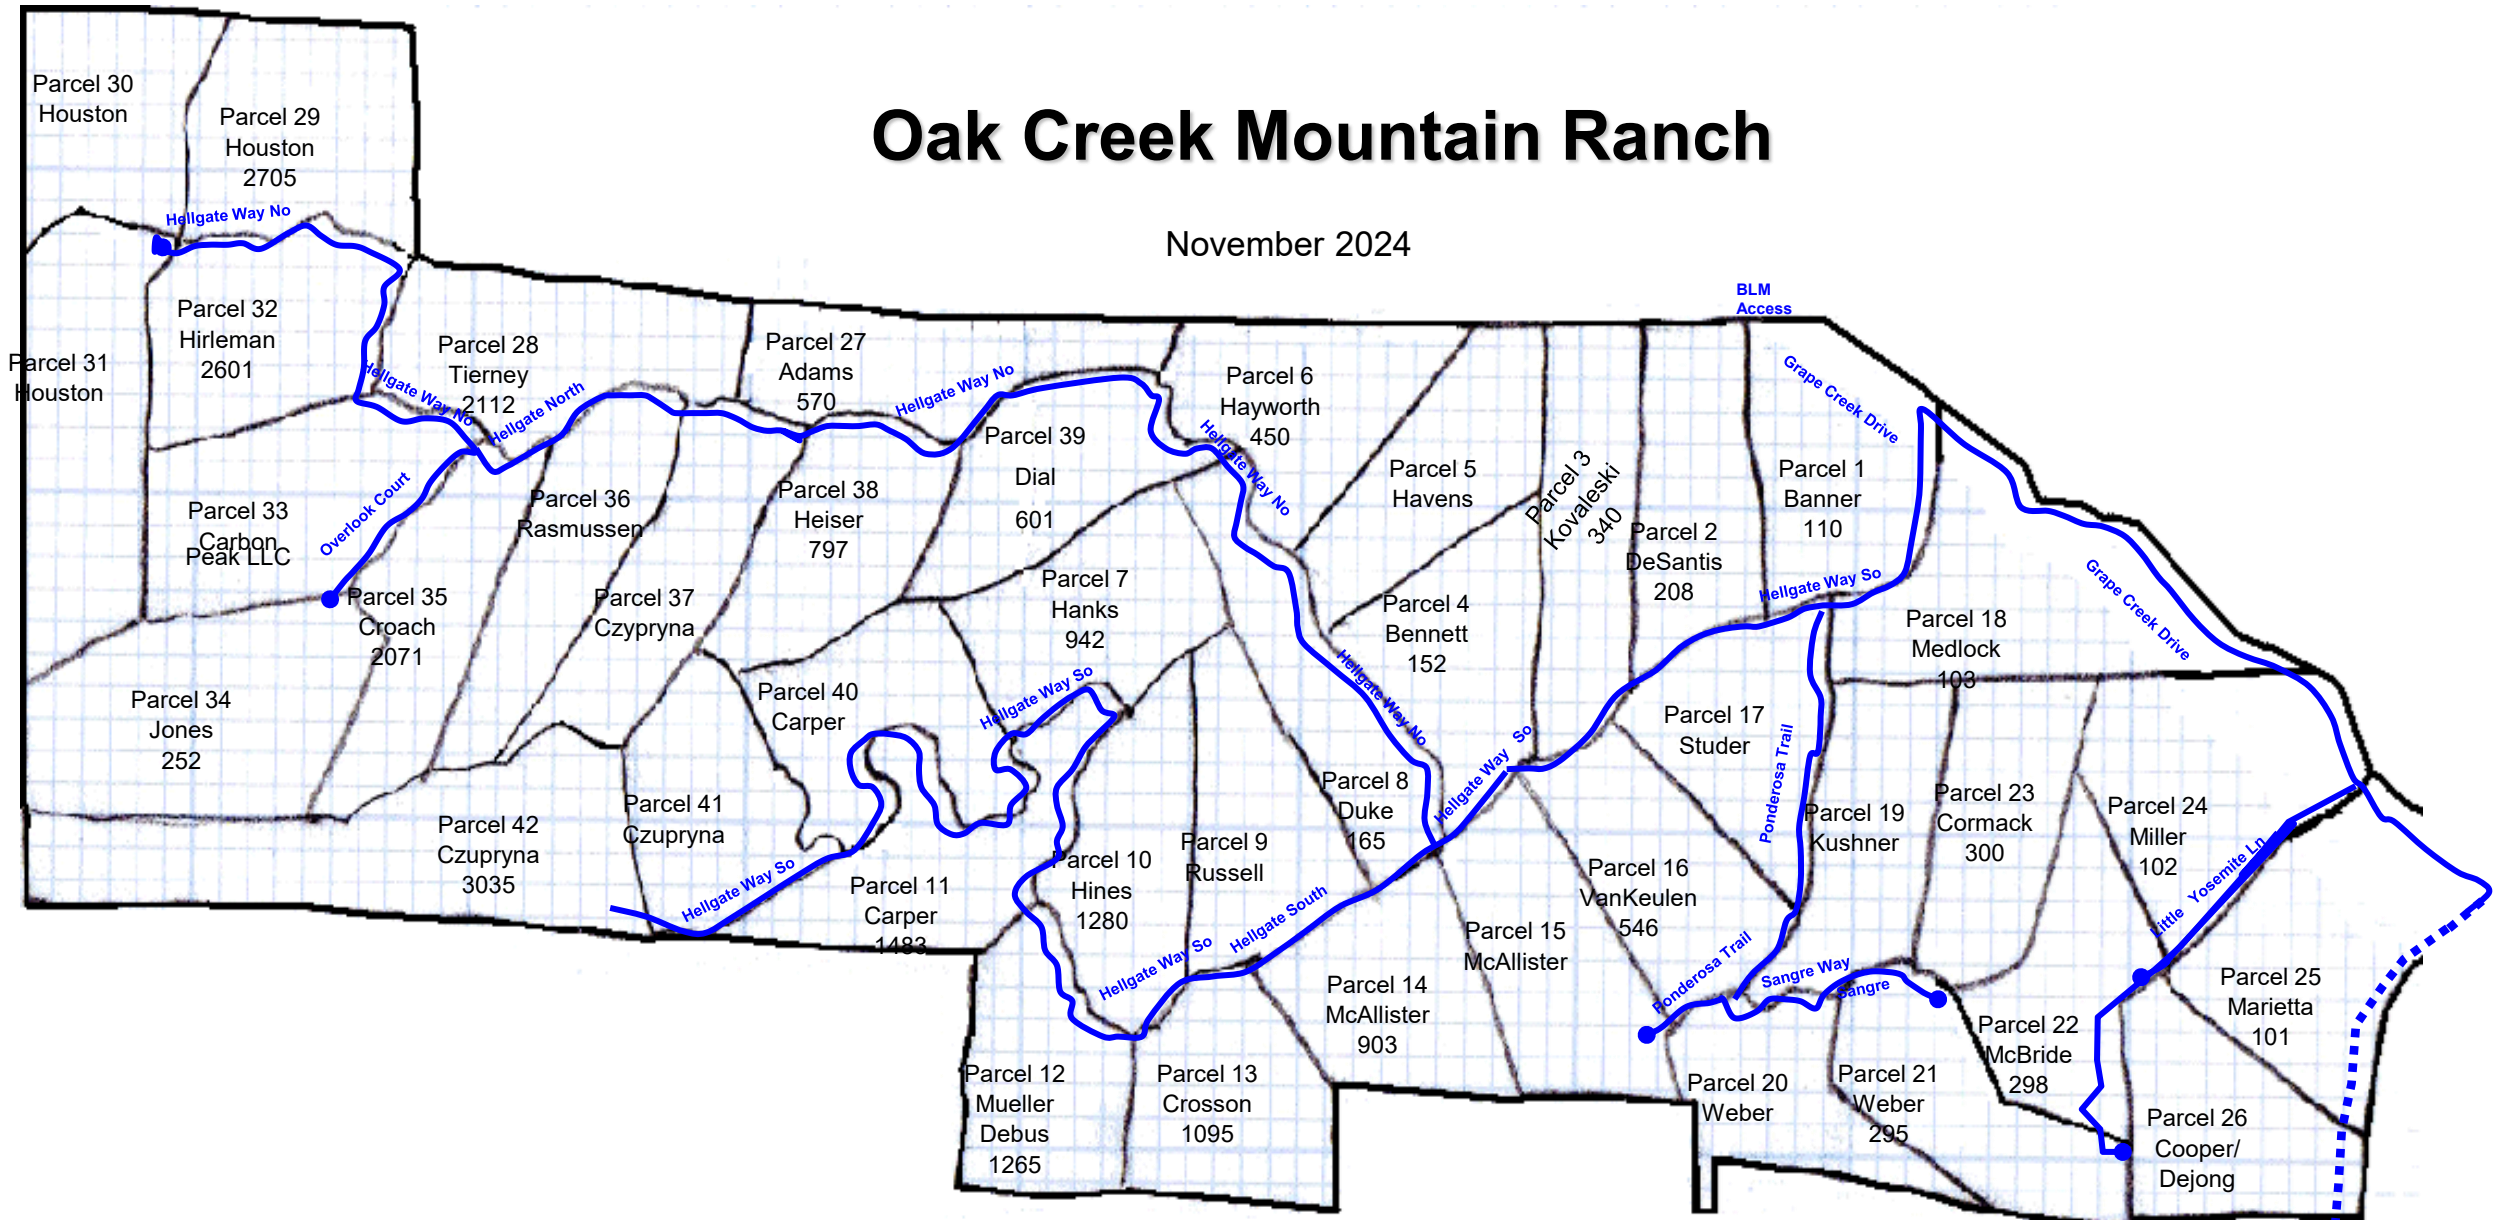 Oak Creek Mountain Ranch
November 2024
Parcel 30
Houston
Parcel 29
Houston
2705
Hellgate Way No
Parcel 32
Hirleman
2601
Parcel 31
Houston
Hellgate Way No
Parcel 28
Tierney
2112
Hellgate North
Parcel 27
Adams
570
Hellgate Way No
Parcel 6
Hayworth
450
Hellgate Way No
BLM
Access
Grape Creek Drive
Parcel 39
Dial
601
Parcel 5
Havens
Parcel 3
Kovaleski
340
Parcel 1
Banner
110
Parcel 2
DeSantis
208
Parcel 33
Carbon
Peak LLC
Overlook Court
Parcel 36
Rasmussen
Parcel 38
Heiser
797
Parcel 35
Croach
2071
Parcel 37
Czypryna
Parcel 7
Hanks
942
Parcel 4
Bennett
152
Hellgate Way So
Grape Creek Drive
Parcel 18
Medlock
103
Parcel 34
Jones
252
Parcel 40
Carper
Hellgate Way So
Hellgate Way No
Hellgate Way So
Parcel 17
Studer
Ponderosa Trail
Parcel 42
Czupryna
3035
Parcel 41
Czupryna
Hellgate Way So
Parcel 11
Carper
1483
Parcel 10
Hines
1280
Parcel 9
Russell
Parcel 8
Duke
165
Hellgate South
Hellgate Way So
Parcel 16
VanKeulen
546
Parcel 19
Kushner
Parcel 23
Cormack
300
Parcel 24
Miller
102
Little Yosemite Ln
Parcel 15
McAllister
Parcel 14
McAllister
903
Ponderosa Trail
Sangre Way
Sangre
Parcel 25
Marietta
101
Parcel 12
Mueller
Debus
1265
Parcel 13
Crosson
1095
Parcel 20
Weber
Parcel 21
Weber
295
Parcel 22
McBride
298
Parcel 26
Cooper/
Dejong